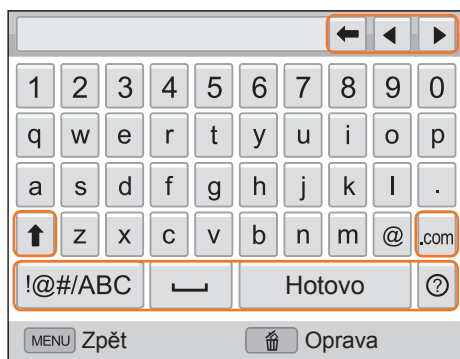 1 2 3 4 5 6 7 8 9 0
q w e r t y u i o p
a s d f g h j k l .
z x c v b n m @ .com
!@#/ABC Hotovo ?
MENU Zpět Oprava